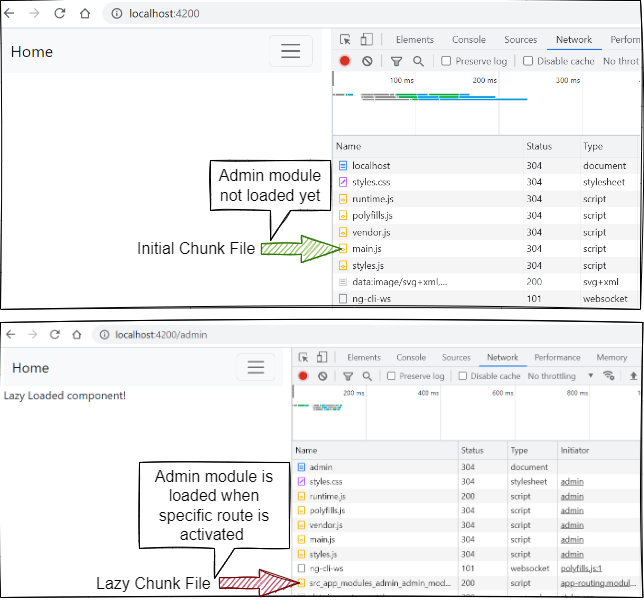 localhost:4200
Home
Elements Console Sources Network Perform
Preserve log Disable cache No thrott
100 ms 200 ms 300 ms
Name Status Type
localhost 304 document
styles.css 304 stylesheet
runtime.js 304 script
polyfills.js 304 script
vendor.js 304 script
main.js 304 script
styles.js 304 script
data:image/svg+xml,... 200 svg+xml
ng-cli-ws 101 websocket
Admin module
not loaded yet
Initial Chunk File
localhost:4200/admin
Home
Lazy Loaded component!
Elements Console Sources Network Performance Memory
Preserve log Disable cache No throttling
200 ms 400 ms 600 ms 800 ms
Name Status Type Initiator
admin 304 document
styles.css 304 stylesheet admin
runtime.js 200 script admin
polyfills.js 304 script admin
vendor.js 304 script admin
main.js 304 script admin
styles.js 304 script admin
ng-cli-ws 101 websocket polyfills.js:1
src_app_modules_admin_admin_mod... 200 script app-routing.modul...
Admin module is
loaded when
specific route is
activated
Lazy Chunk File